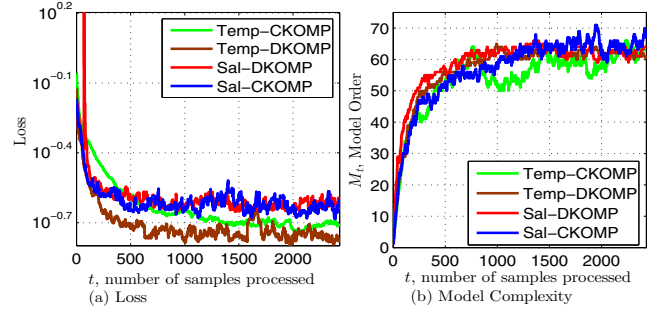 10^0.2
10^−0.1
10^−0.4
10^−0.7
Loss
Temp−CKOMP
Temp−DKOMP
Sal−DKOMP
Sal−CKOMP
0 500 1000 1500 2000
t, number of samples processed
(a) Loss
70
60
50
40
30
20
10
0
M_t, Model Order
Temp−CKOMP
Temp−DKOMP
Sal−DKOMP
Sal−CKOMP
0 500 1000 1500 2000
t, number of samples processed
(b) Model Complexity